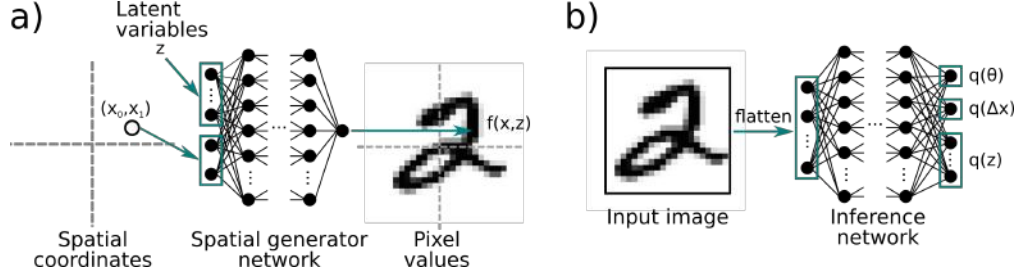 a)
Latent
variables
z
(x₀,x₁)
f(x,z)
Spatial
coordinates
Spatial generator
network
Pixel
values
b)
flatten
q(θ)
q(Δx)
q(z)
Input image
Inference
network